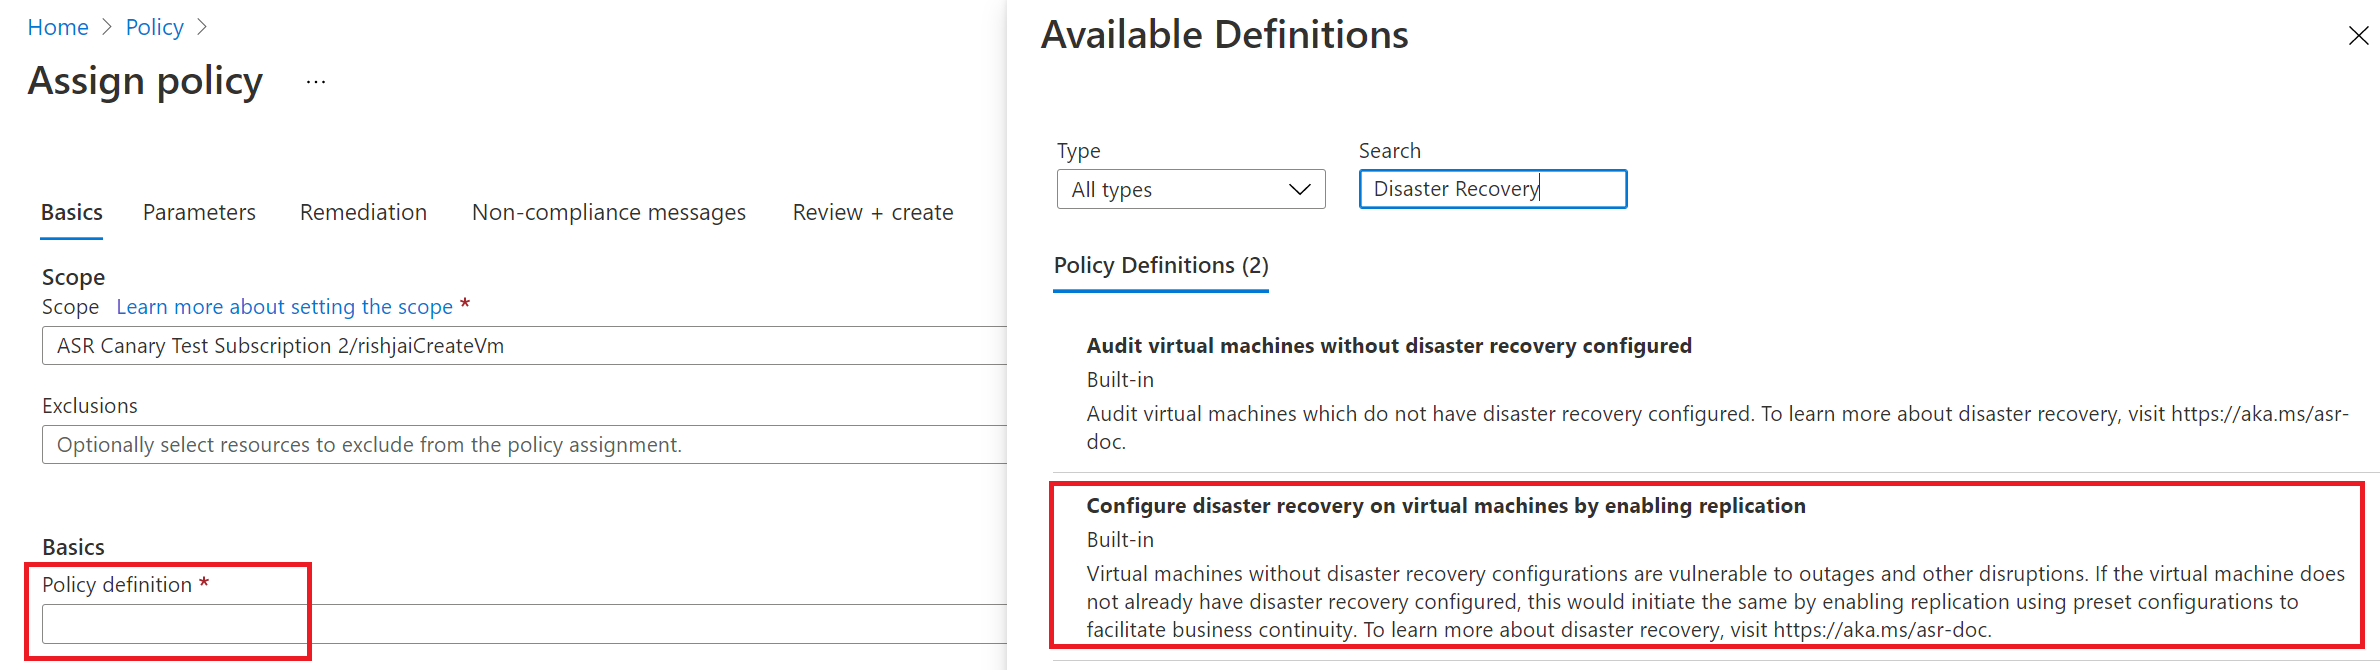 Home > Policy >
Assign policy ...
Basics Parameters Remediation Non-compliance messages Review + create
Scope
Scope Learn more about setting the scope *
ASR Canary Test Subscription 2/rishjaiCreateVm
Exclusions
Optionally select resources to exclude from the policy assignment.
Basics
Policy definition *
Available Definitions
Type
All types
Search
Disaster Recovery
Policy Definitions (2)
Audit virtual machines without disaster recovery configured
Built-in
Audit virtual machines which do not have disaster recovery configured. To learn more about disaster recovery, visit https://aka.ms/asr-
doc.
Configure disaster recovery on virtual machines by enabling replication
Built-in
Virtual machines without disaster recovery configurations are vulnerable to outages and other disruptions. If the virtual machine does
not already have disaster recovery configured, this would initiate the same by enabling replication using preset configurations to
facilitate business continuity. To learn more about disaster recovery, visit https://aka.ms/asr-doc.